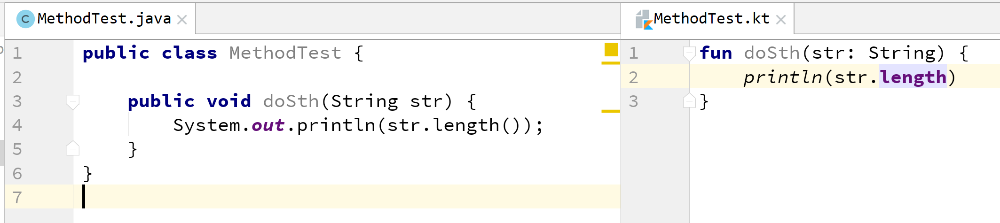 MethodTest.java
1 public class MethodTest {
2
3 public void doSth(String str) {
4 System.out.println(str.length());
5 }
6 }
7
MethodTest.kt
1 fun doSth(str: String) {
2 println(str.length)
3 }